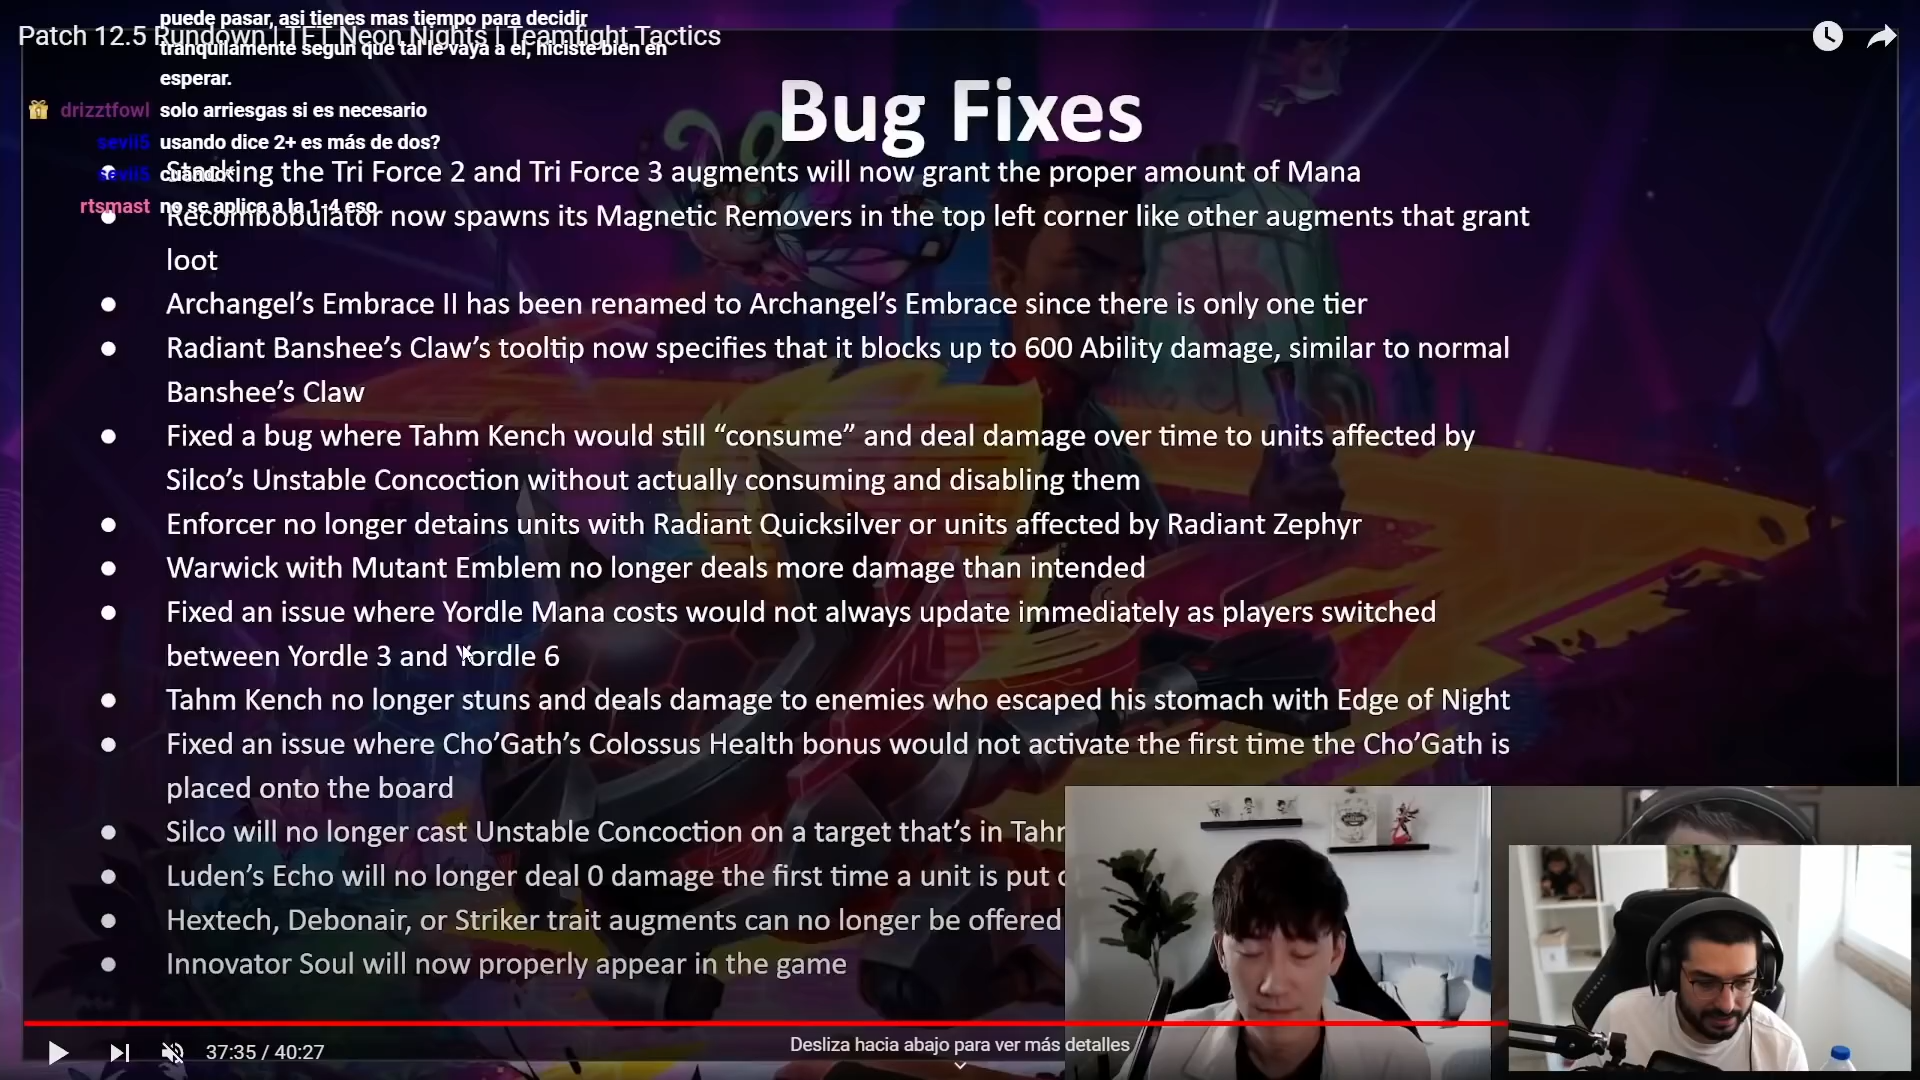 puede pasar, asi tienes mas tiempo para decidir
Patch 12.5 Rundown | TFT Neon Nights | Teamfight Tactics
tranquilamente segun que tal le vaya a el, hiciste bien en
esperar.
drizztfowl solo arriesgas si es necesario
sevil5 usando dice 2+ es más de dos?
sevil5 cuando*
rtsmast no se aplica a la 1-4 eso
Bug Fixes
Stacking the Tri Force 2 and Tri Force 3 augments will now grant the proper amount of Mana
Recombobulator now spawns its Magnetic Removers in the top left corner like other augments that grant
loot
Archangel’s Embrace II has been renamed to Archangel’s Embrace since there is only one tier
Radiant Banshee’s Claw’s tooltip now specifies that it blocks up to 600 Ability damage, similar to normal
Banshee’s Claw
Fixed a bug where Tahm Kench would still “consume” and deal damage over time to units affected by
Silco’s Unstable Concoction without actually consuming and disabling them
Enforcer no longer detains units with Radiant Quicksilver or units affected by Radiant Zephyr
Warwick with Mutant Emblem no longer deals more damage than intended
Fixed an issue where Yordle Mana costs would not always update immediately as players switched
between Yordle 3 and Yordle 6
Tahm Kench no longer stuns and deals damage to enemies who escaped his stomach with Edge of Night
Fixed an issue where Cho’Gath’s Colossus Health bonus would not activate the first time the Cho’Gath is
placed onto the board
Silco will no longer cast Unstable Concoction on a target that’s in
Luden’s Echo will no longer deal 0 damage the first time a unit is put
Hextech, Debonair, or Striker trait augments can no longer be offered
Innovator Soul will now properly appear in the game
37:35 / 40:27
Desliza hacia abajo para ver más detalles